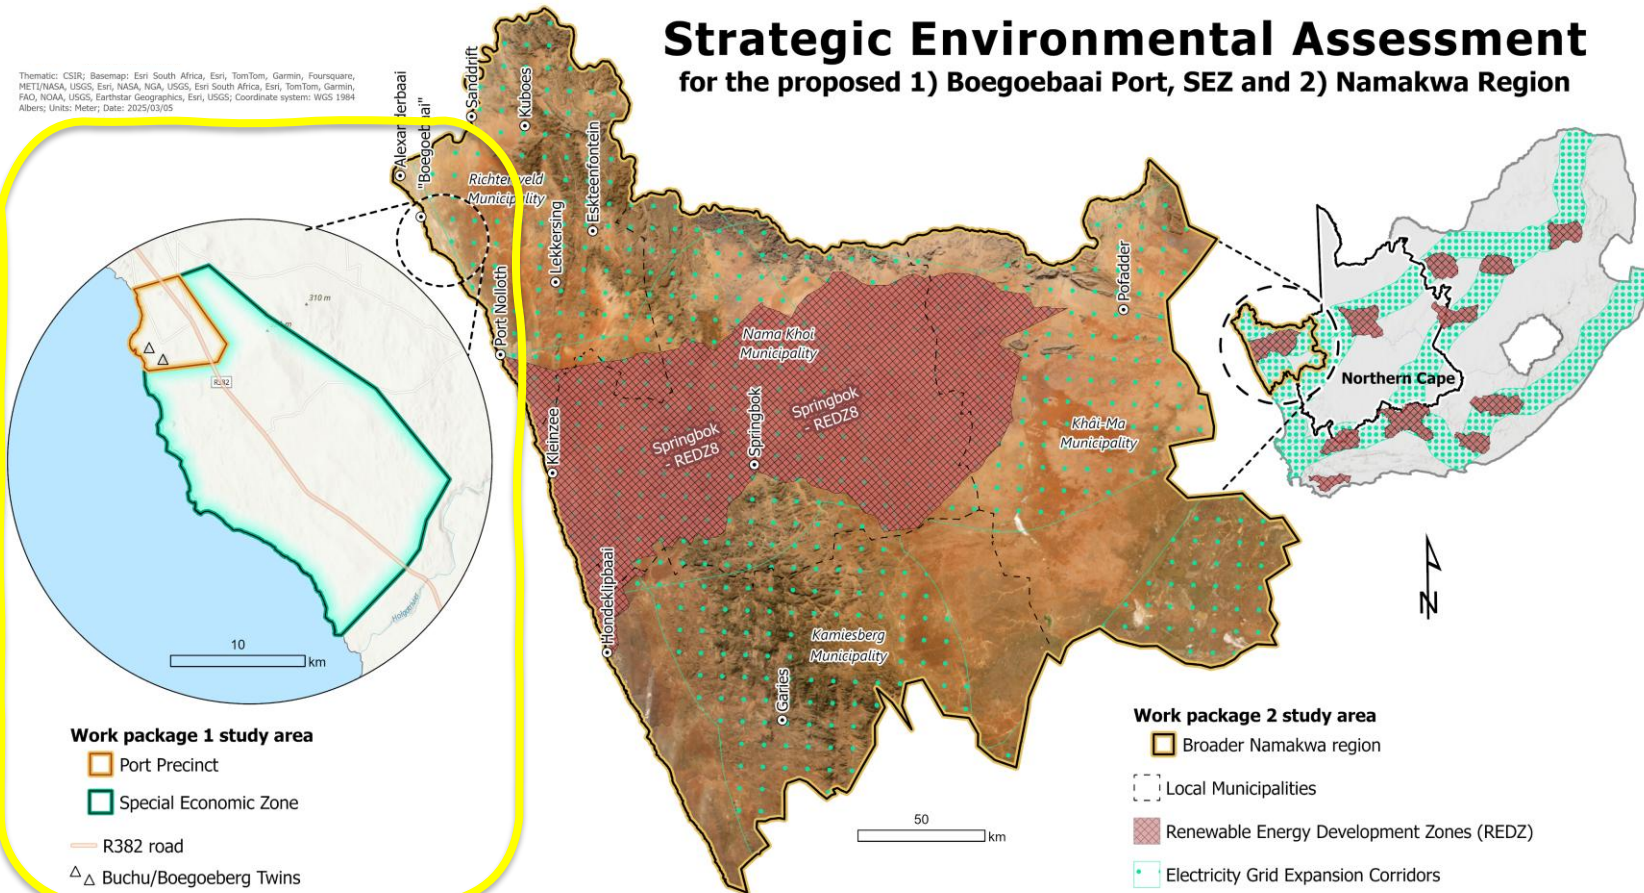 Strategic Environmental Assessment
for the proposed 1) Boegoebaai Port, SEZ and 2) Namakwa Region
Thematic: CSIR; Basemap: Esri South Africa, Esri, TomTom, Garmin, Foursquare,
METI/NASA, USGS, Esri, NASA, NGA, USGS, Esri South Africa, Esri, TomTom, Garmin,
FAO, NOAA, USGS, Earthstar Geographics, Esri, USGS; Coordinate system: WGS 1984
Albers; Units: Meter; Date: 2025/03/05
Alexanderbaai
"Boegoebaai"
Sanddrift
Kuboes
Eksteenfontein
Richtersveld
Municipality
Lekkersing
Port Nolloth
310 m
R382
Holgatrivier
10
km
Nama Khoi
Municipality
Springbok
- REDZ8
Springbok
Springbok
- REDZ8
Kleinzee
Hondeklipbaai
Pofadder
Khâi-Ma
Municipality
Kamiesberg
Municipality
Garies
50
km
Northern Cape
N
Work package 1 study area
Port Precinct
Special Economic Zone
R382 road
Buchu/Boegoeberg Twins
Work package 2 study area
Broader Namakwa region
Local Municipalities
Renewable Energy Development Zones (REDZ)
Electricity Grid Expansion Corridors